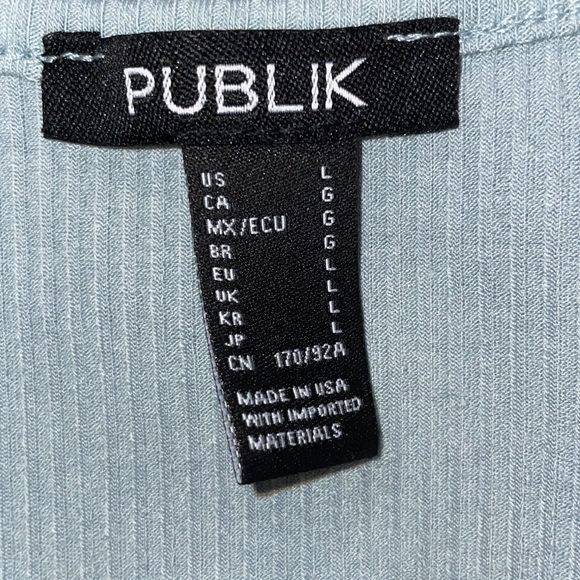 PUBLIK
US L
CA G
MX/ECU G
BR G
EU L
UK L
KR L
JP L
CN 170/92A
MADE IN USA
WITH IMPORTED
MATERIALS